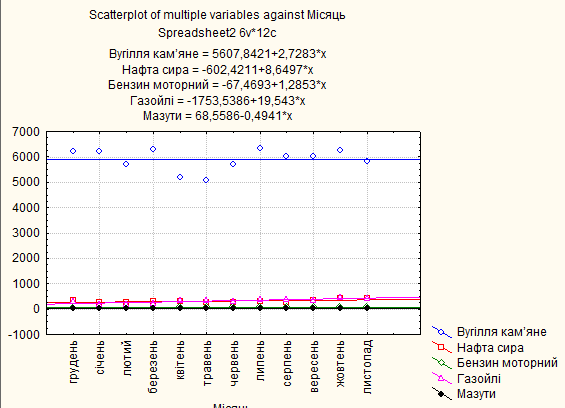 Scatterplot of multiple variables against Місяць
Spreadsheet2 6v*12c
Вугілля кам'яне = 5607,8421+2,7283*x
Нафта сира = -602,4211+8,6497*x
Бензин моторний = -67,4693+1,2853*x
Газойлі = -1753,5386+19,543*x
Мазути = 68,5586-0,4941*x
7000
6000
5000
4000
3000
2000
1000
0
-1000
грудень
січень
лютий
березень
квітень
травень
червень
липень
серпень
вересень
жовтень
листопад
Місяць
Вугілля кам'яне
Нафта сира
Бензин моторний
Газойлі
Мазути